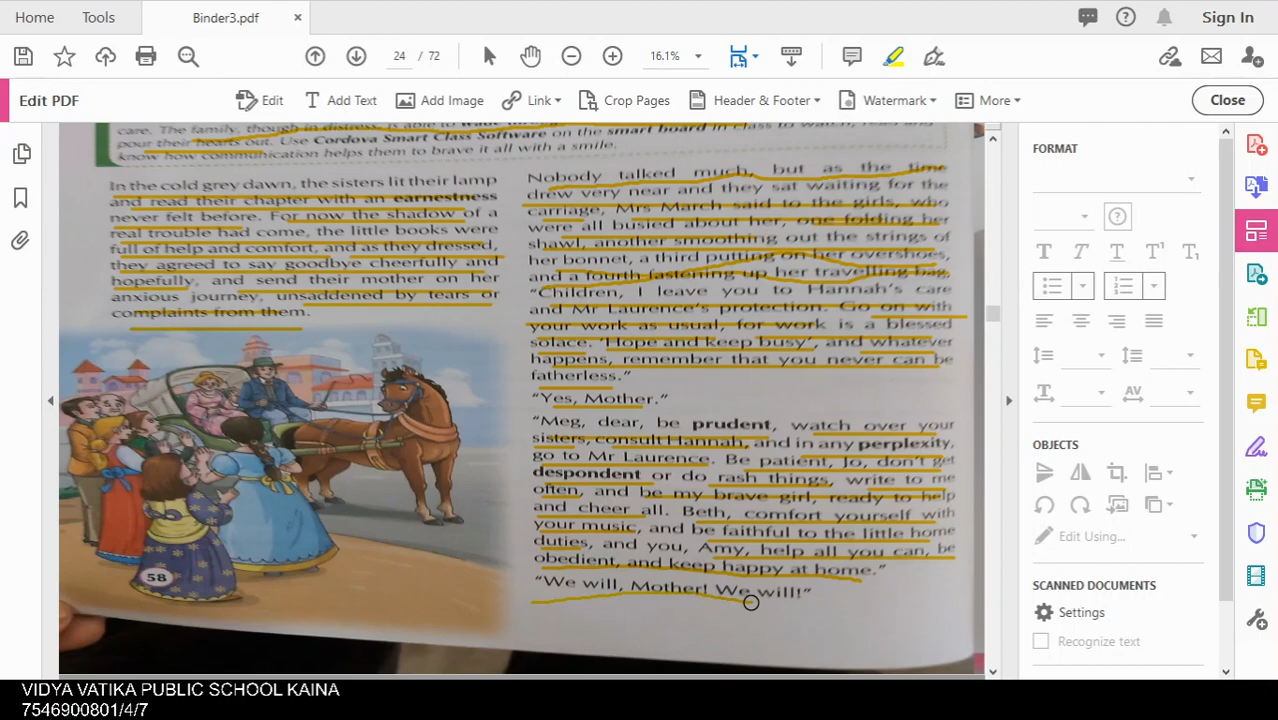 Home
Tools
Binder3.pdf
×
Sign In
24 / 72
16.1%
Edit PDF
Edit
Add Text
Add Image
Link
Crop Pages
Header & Footer
Watermark
More
Close
care. The family, though in distress, is able to wade through
pour their hearts out. Use Cordova Smart Class Software on the smart board in class to watch, read and
know how communication helps them to brave it all with a smile.
In the cold grey dawn, the sisters lit their lamp
and read their chapter with an earnestness
never felt before. For now the shadow of a
real trouble had come, the little books were
full of help and comfort, and as they dressed,
they agreed to say goodbye cheerfully and
hopefully, and send their mother on her
anxious journey, unsaddened by tears or
complaints from them.
58
Nobody talked much, but as the time
drew very near and they sat waiting for the
carriage, Mrs March said to the girls, who
were all busied about her, one folding her
shawl, another smoothing out the strings of
her bonnet, a third putting on her overshoes,
and a fourth fastening up her travelling bag,
“Children, I leave you to Hannah’s care
and Mr Laurence’s protection. Go on with
your work as usual, for work is a blessed
solace. ‘Hope and keep busy’, and whatever
happens, remember that you never can be
fatherless.”
“Yes, Mother.”
“Meg, dear, be prudent, watch over your
sisters, consult Hannah, and in any perplexity,
go to Mr Laurence. Be patient, Jo, don’t get
despondent or do rash things, write to me
often, and be my brave girl, ready to help
and cheer all. Beth, comfort yourself with
your music, and be faithful to the little home
duties, and you, Amy, help all you can, be
obedient, and keep happy at home.”
“We will, Mother! We will!”
FORMAT
OBJECTS
Edit Using...
SCANNED DOCUMENTS
Settings
Recognize text
VIDYA VATIKA PUBLIC SCHOOL KAINA
7546900801/4/7